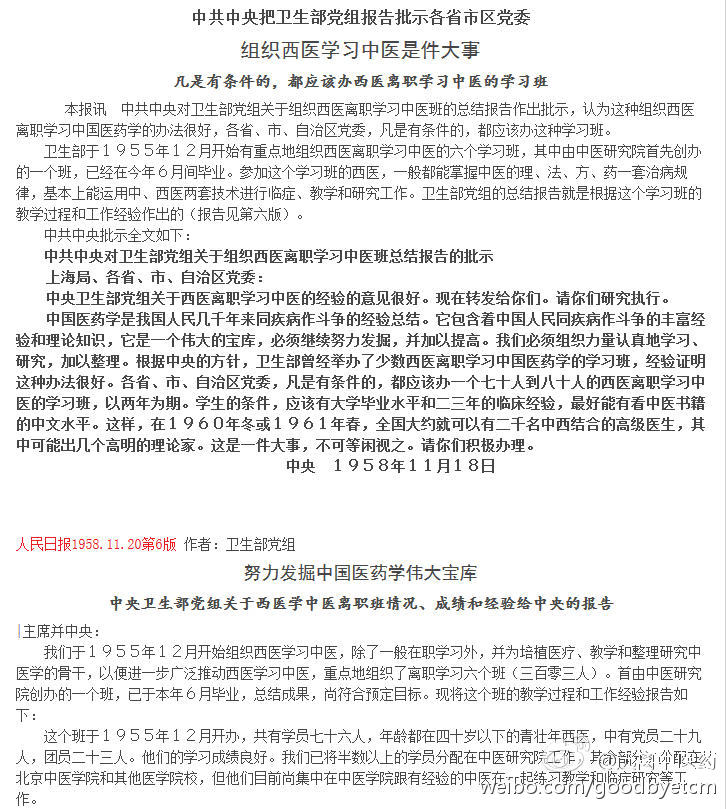 中共中央把卫生部党组报告批示各省市区党委
组织西医学习中医是件大事
凡是有条件的，都应该办西医离职学习中医的学习班
本报讯　中共中央对卫生部党组关于组织西医离职学习中医班的总结报告作出批示，认为这种组织西医
离职学习中国医药学的办法很好，各省、市、自治区党委，凡是有条件的，都应该办这种学习班。
卫生部于１９５５年１２月开始有重点地组织西医离职学习中医的六个学习班，其中由中医研究院首先创办
的一个班，已经在今年６月间毕业。参加这个学习班的西医，一般都能掌握中医的理、法、方、药一套治病规
律，基本上能运用中、西医两套技术进行临症、教学和研究工作。卫生部党组的总结报告就是根据这个学习班的
教学过程和工作经验作出的（报告见第六版）。
中共中央批示全文如下：
中共中央对卫生部党组关于组织西医离职学习中医班总结报告的批示
上海局、各省、市、自治区党委：
中央卫生部党组关于西医离职学习中医的经验的意见很好。现在转发给你们。请你们研究执行。
中国医药学是我国人民几千年来同疾病作斗争的经验总结。它包含着中国人民同疾病作斗争的丰富经
验和理论知识，它是一个伟大的宝库，必须继续努力发掘，并加以提高。我们必须组织力量认真地学习、
研究，加以整理。根据中央的方针，卫生部曾经举办了少数西医离职学习中国医药学的学习班，经验证明
这种办法很好。各省、市、自治区党委，凡是有条件的，都应该办一个七十人到八十人的西医离职学习中
医的学习班，以两年为期。学生的条件，应该有大学毕业水平和二三年的临床经验，最好能有看中医书籍
的中文水平。这样，在１９６０年冬或１９６１年春，全国大约就可以有二千名中西结合的高级医生，其
中可能出几个高明的理论家。这是一件大事，不可等闲视之。请你们积极办理。
中央　１９５８年１１月１８日
人民日报1958.11.20第6版 作者：卫生部党组
努力发掘中国医药学伟大宝库
中央卫生部党组关于西医学中医离职班情况、成绩和经验给中央的报告
主席并中央：
我们于１９５５年１２月开始组织西医学习中医，除了一般在职学习外，并为培植医疗、教学和整理研究中
医学的骨干，以便进一步广泛推动西医学习中医，重点地组织了离职学习六个班（三百零三人）。首由中医研究
院创办的一个班，已于本年６月毕业，总结成果，尚符合预定目标。现将这个班的教学过程和工作经验报告如
下：
这个班于１９５５年１２月开办，共有学员七十六人，年龄都在四十岁以下的青壮年西医，中有党员二十九
人，团员二十三人。他们的学习成绩良好。我们已将半数以上的学员分配在中医研究院工作，其余部分人分配在
北京中医学院和其他医学院校，但他们目前尚集中在中医学院跟有经验的中医在一起练习教学和临症研究等工
作。
weibo.com/goodbyetcm